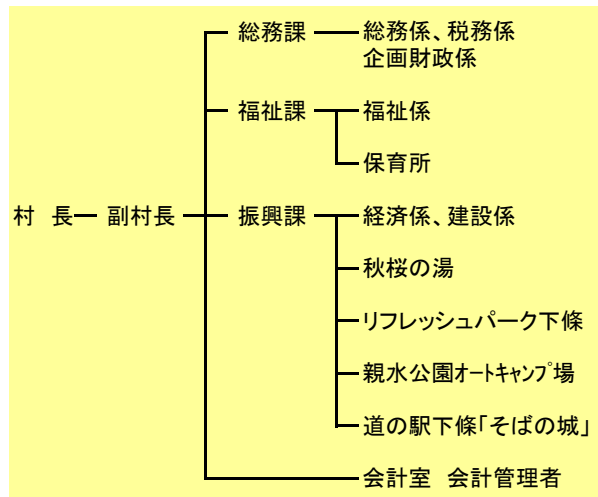 総務課 総務係、税務係
企画財政係
福祉課 福祉係
保育所
村 長 副村長 振興課 経済係、建設係
秋桜の湯
リフレッシュパーク下條
親水公園ｵｰﾄｷｬﾝﾌﾟ場
道の駅下條「そばの城」
会計室 会計管理者